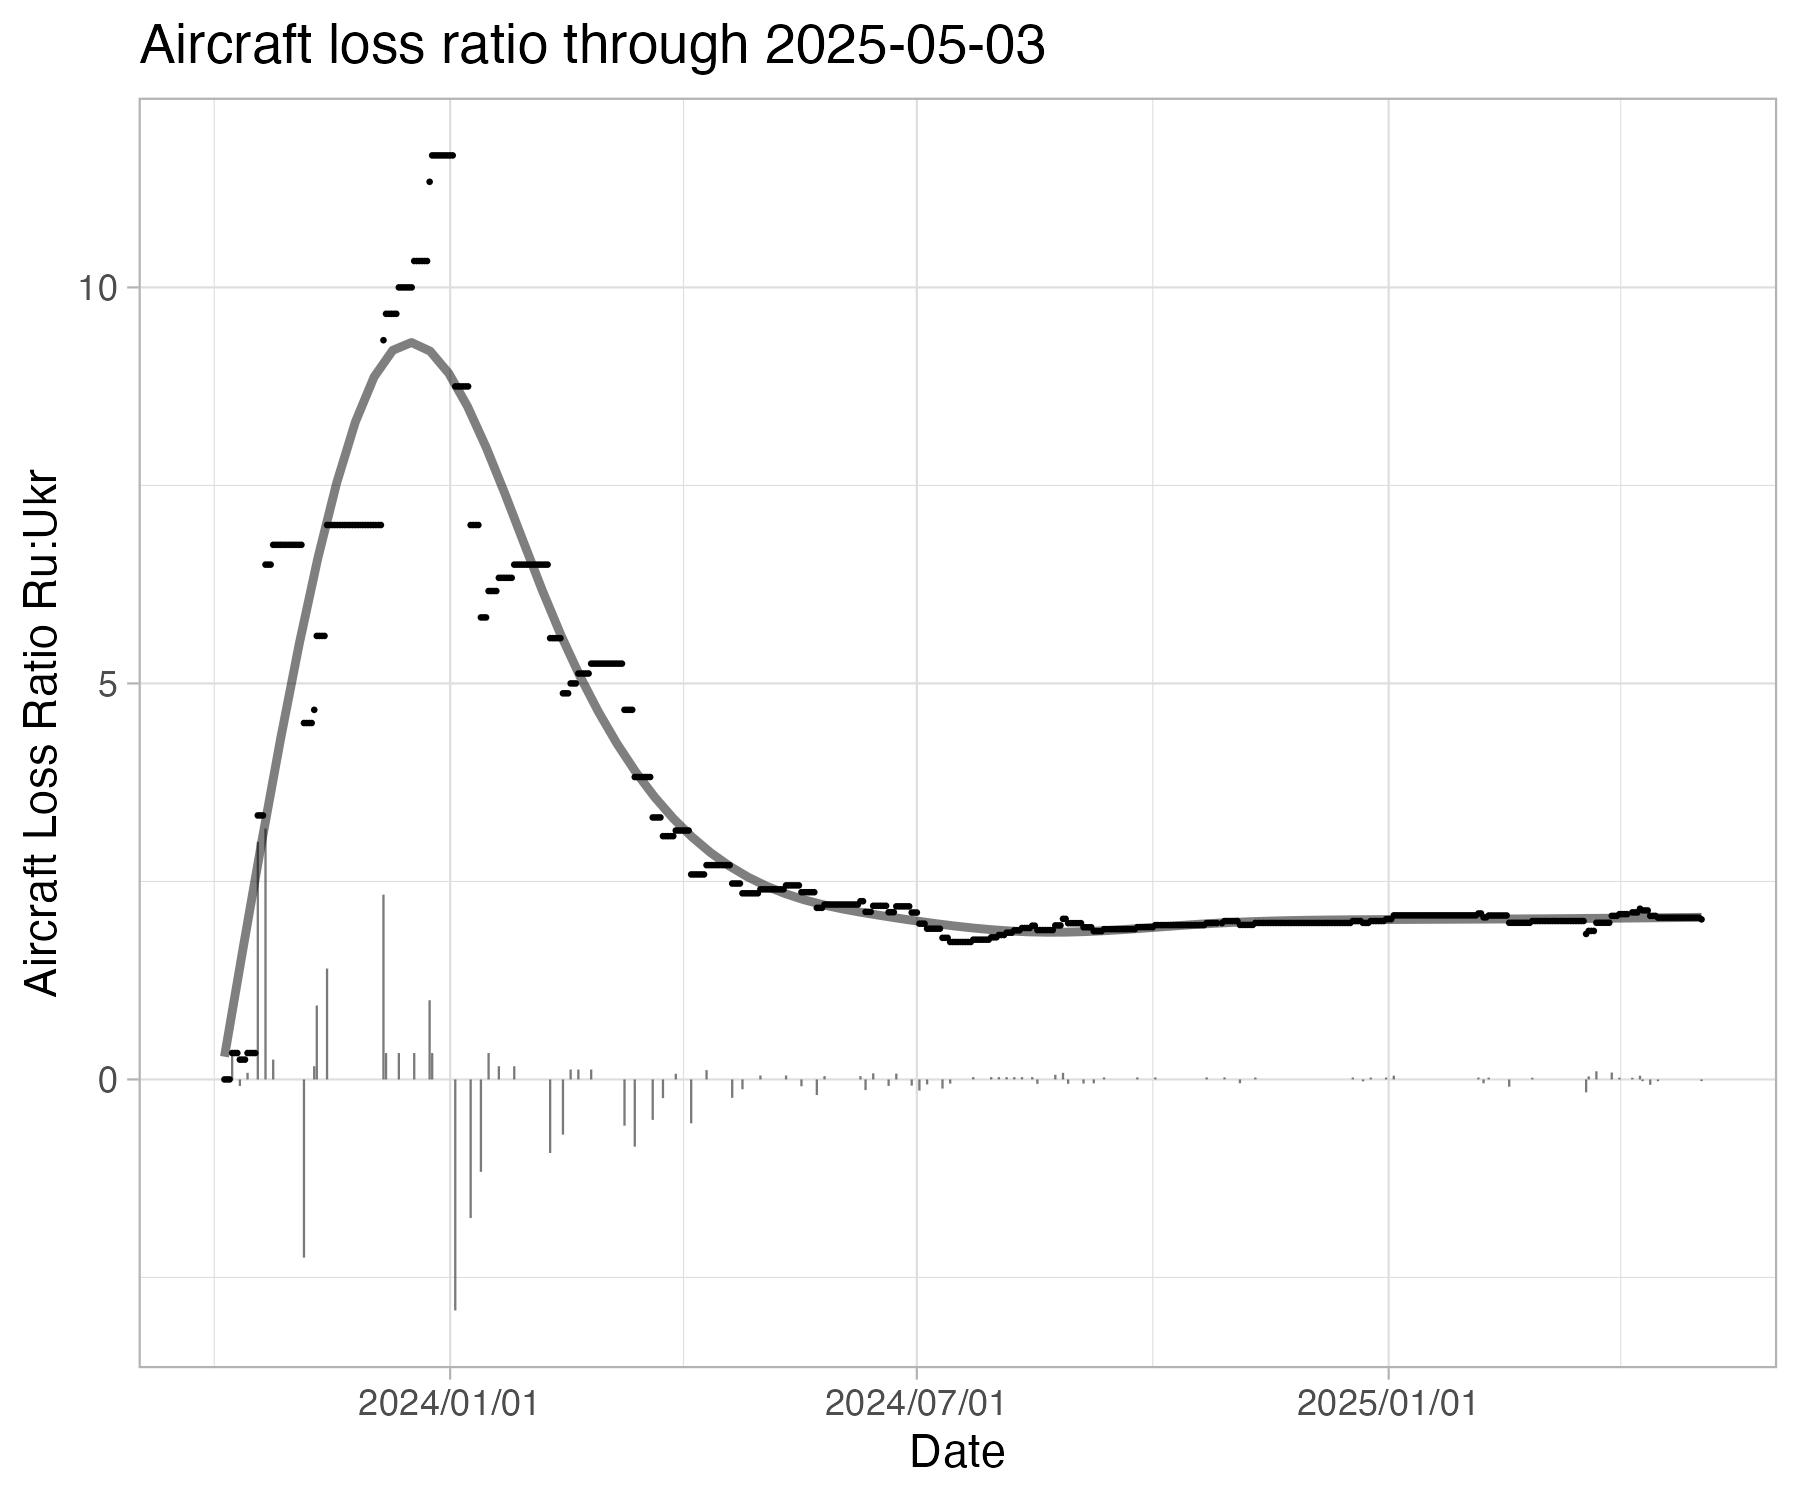 Aircraft loss ratio through 2025-05-03
Aircraft Loss Ratio Ru:Ukr
10
5
0
2024/01/01
2024/07/01
2025/01/01
Date